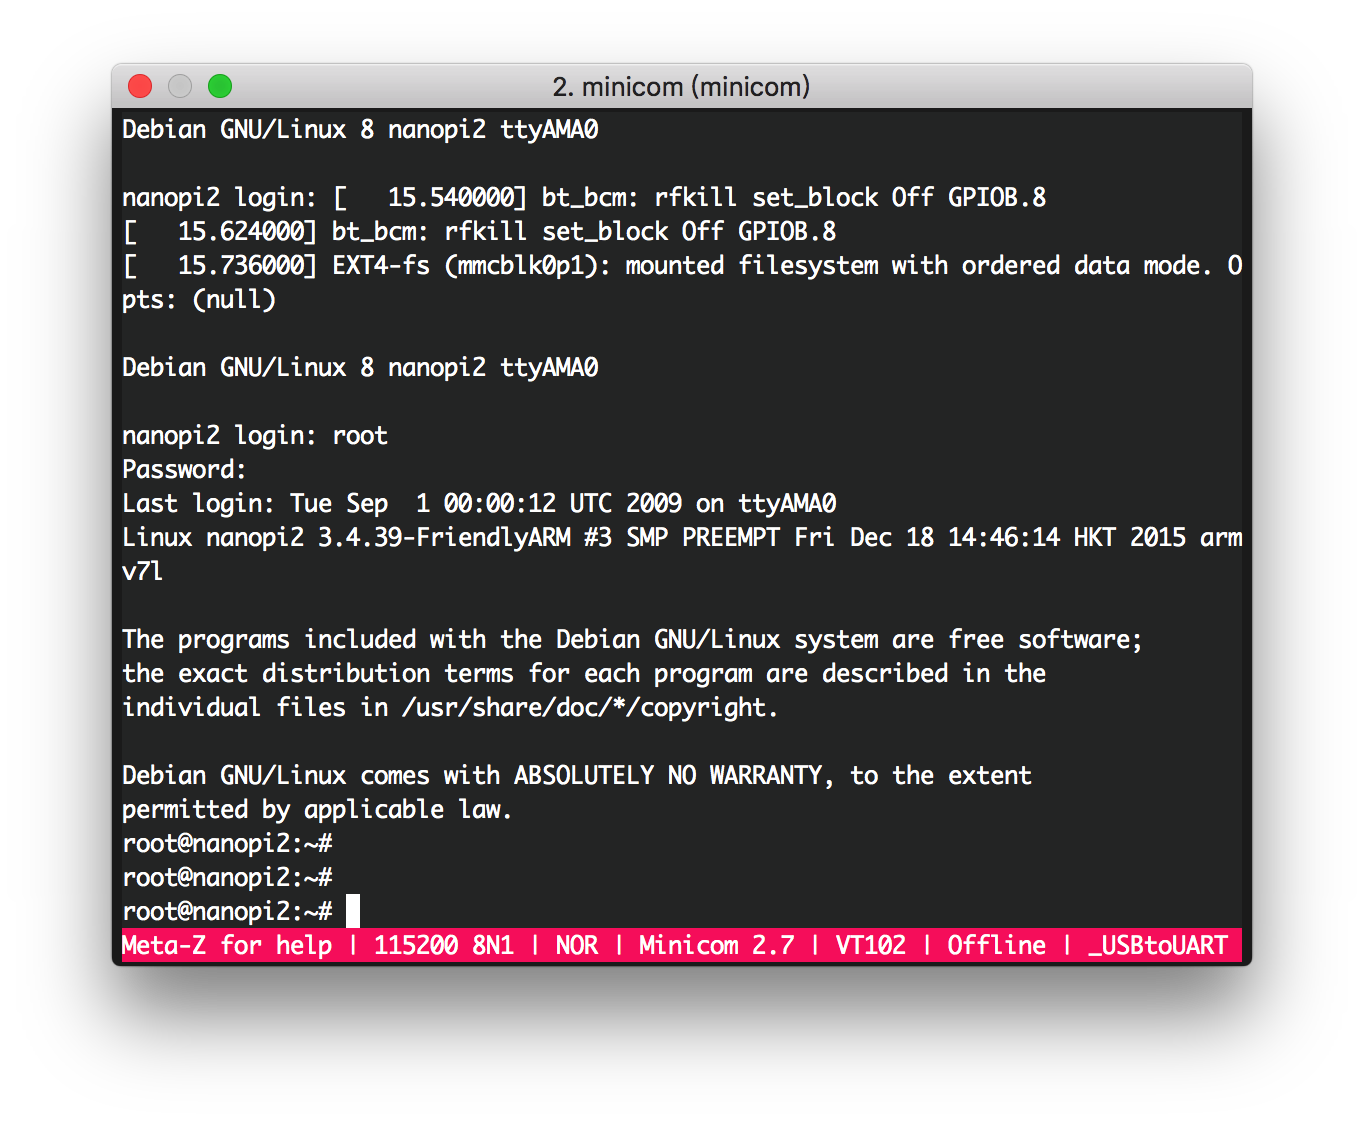 2. minicom (minicom)
Debian GNU/Linux 8 nanopi2 ttyAMA0
nanopi2 login: [   15.540000] bt_bcm: rfkill set_block Off GPIOB.8
[   15.624000] bt_bcm: rfkill set_block Off GPIOB.8
[   15.736000] EXT4-fs (mmcblk0p1): mounted filesystem with ordered data mode. O
pts: (null)
Debian GNU/Linux 8 nanopi2 ttyAMA0
nanopi2 login: root
Password:
Last login: Tue Sep  1 00:00:12 UTC 2009 on ttyAMA0
Linux nanopi2 3.4.39-FriendlyARM #3 SMP PREEMPT Fri Dec 18 14:46:14 HKT 2015 arm
v7l
The programs included with the Debian GNU/Linux system are free software;
the exact distribution terms for each program are described in the
individual files in /usr/share/doc/*/copyright.
Debian GNU/Linux comes with ABSOLUTELY NO WARRANTY, to the extent
permitted by applicable law.
root@nanopi2:~#
root@nanopi2:~#
root@nanopi2:~#
Meta-Z for help | 115200 8N1 | NOR | Minicom 2.7 | VT102 | Offline | _USBtoUART